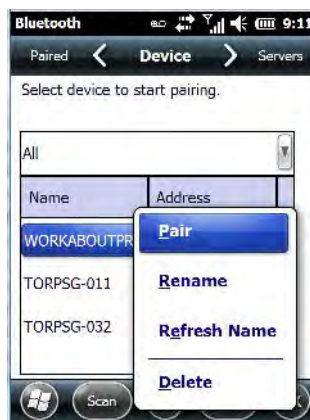 Bluetooth 9:11
Paired Device Servers
Select device to start pairing.
All
Name Address
WORKABOUTPR
TORPSG-011
TORPSG-032
Pair
Rename
Refresh Name
Delete
Scan